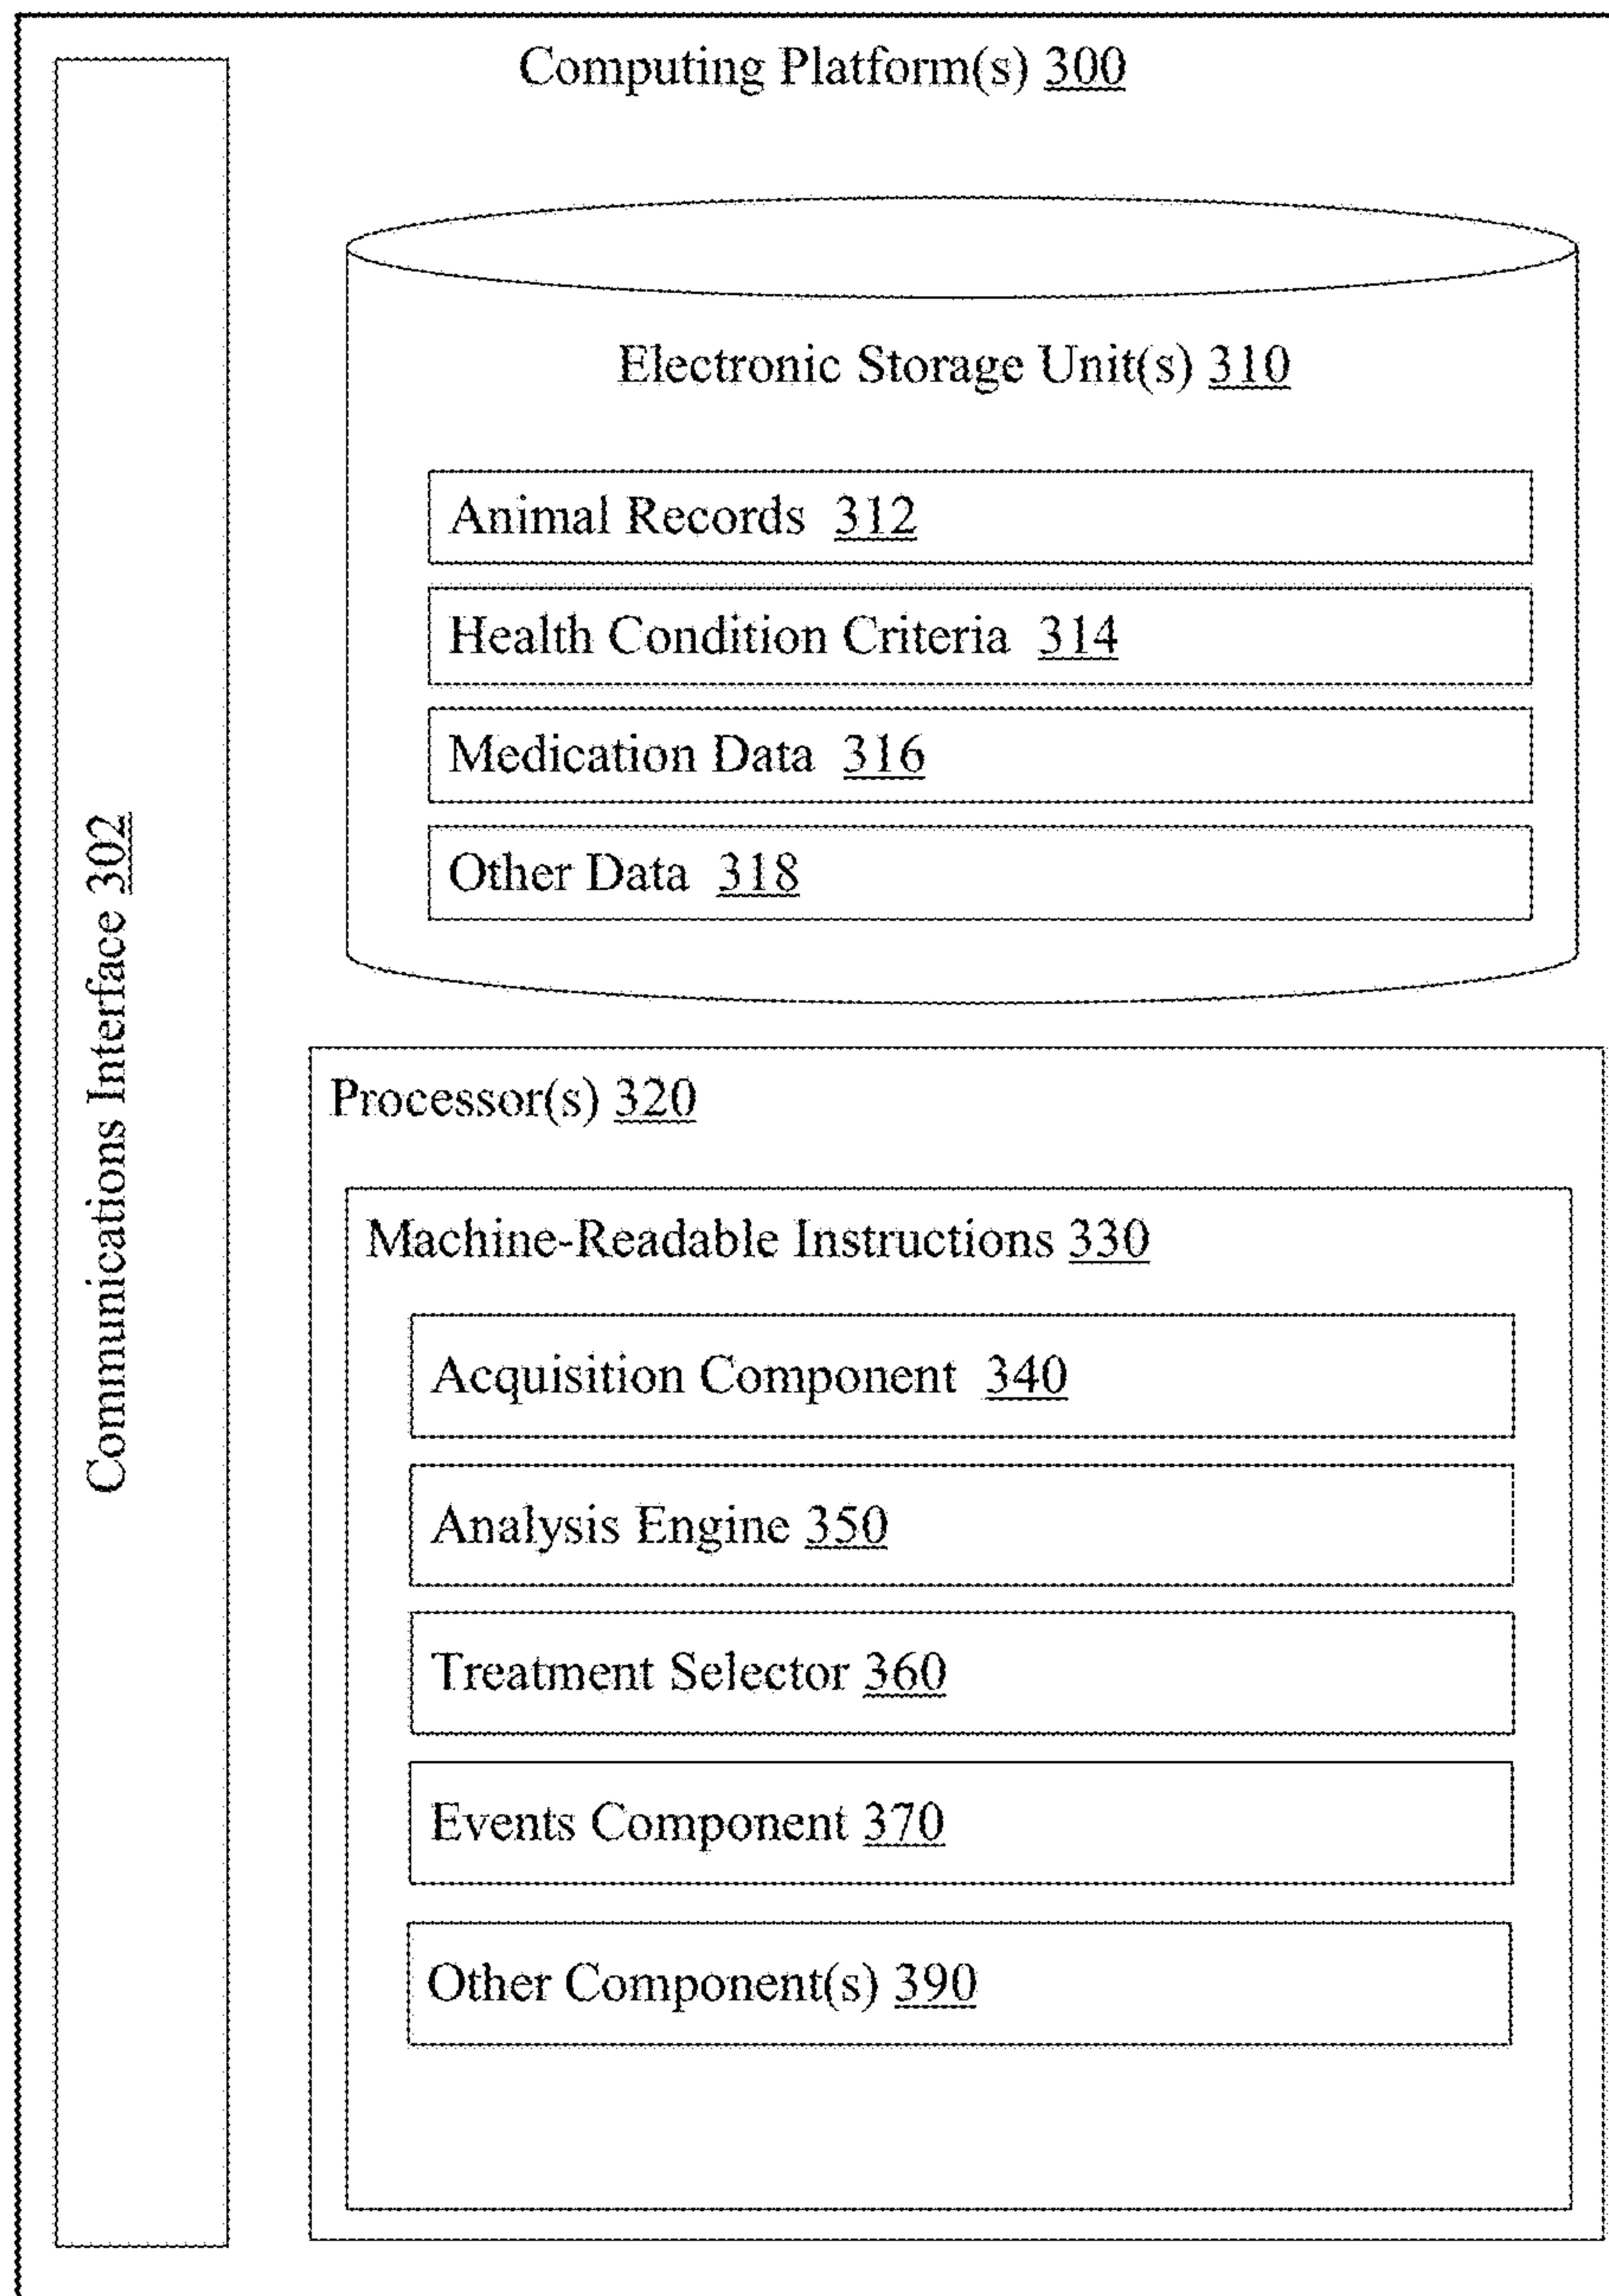 Computing Platform(s) 300
Communications Interface 302
Electronic Storage Unit(s) 310
Animal Records 312
Health Condition Criteria 314
Medication Data 316
Other Data 318
Processor(s) 320
Machine-Readable Instructions 330
Acquisition Component 340
Analysis Engine 350
Treatment Selector 360
Events Component 370
Other Component(s) 390